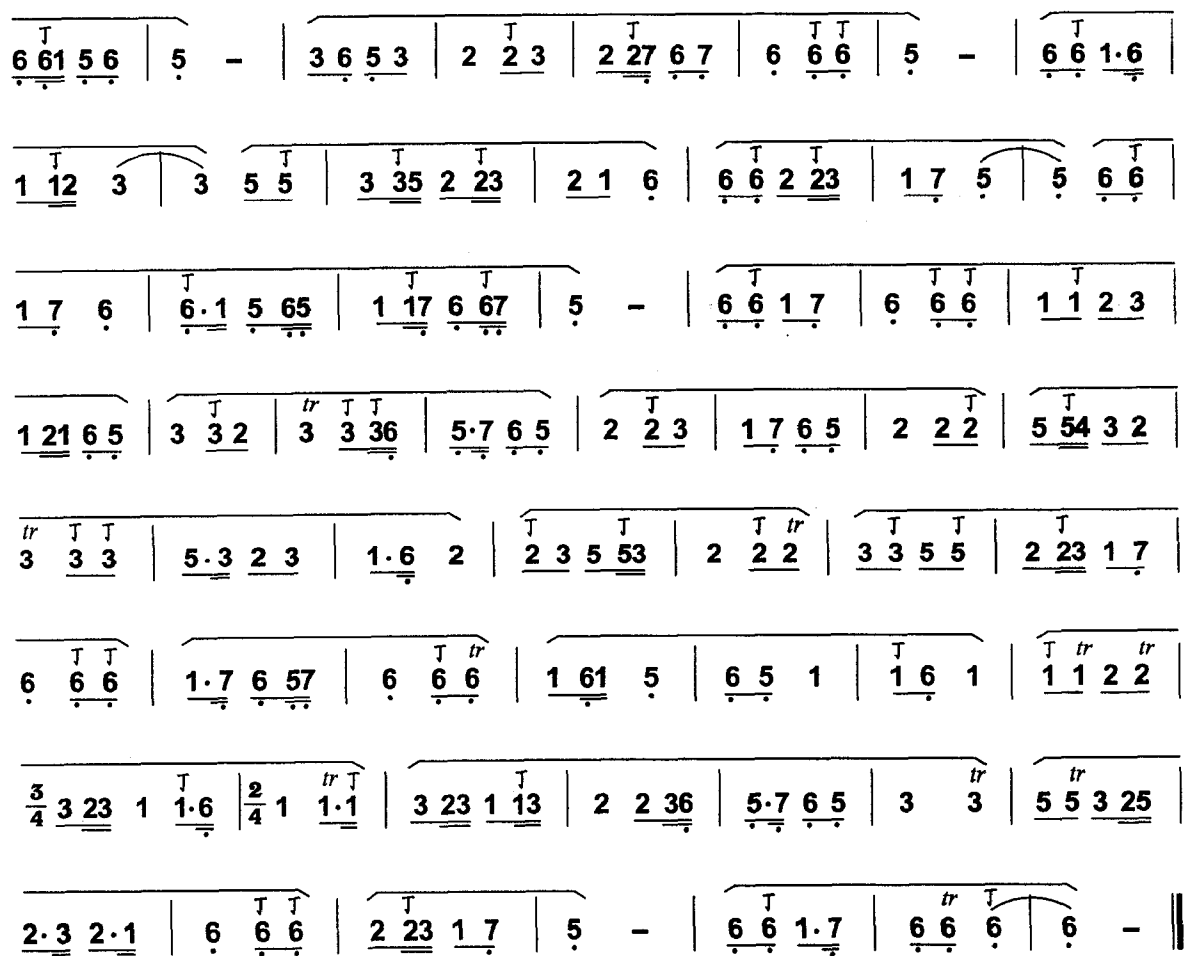 6 61 5 6 | 5 – | 3 6 5 3 | 2 2 3 | 2 27 6 7 | 6 6 6 | 5 – | 6 6 1·6 |
1 12 3 | 3 5 5 | 3 35 2 23 | 2 1 6 | 6 6 2 23 | 1 7 5 | 5 6 6 |
1 7 6 | 6·1 5 65 | 1 17 6 67 | 5 – | 6 6 1 7 | 6 6 6 | 1 1 2 3 |
1 21 6 5 | 3 3 2 | tr 3 3 36 | 5·7 6 5 | 2 2 3 | 1 7 6 5 | 2 2 2 | 5 54 3 2 |
tr 3 3 3 | 5·3 2 3 | 1·6 2 | 2 3 5 53 | 2 2 tr 2 | 3 3 5 5 | 2 23 1 7 |
6 6 6 | 1·7 6 57 | 6 6 tr 6 | 1 61 5 | 6 5 1 | 1 6 1 | 1 tr 1 2 tr 2 |
3/4 3 23 1 1·6 | 2/4 1 tr 1·1 | 3 23 1 13 | 2 2 36 | 5·7 6 5 | 3 tr 3 | 5 tr 5 3 25 |
2·3 2·1 | 6 6 6 | 2 23 1 7 | 5 – | 6 6 1·7 | 6 tr 6 6 | 6 – ‖